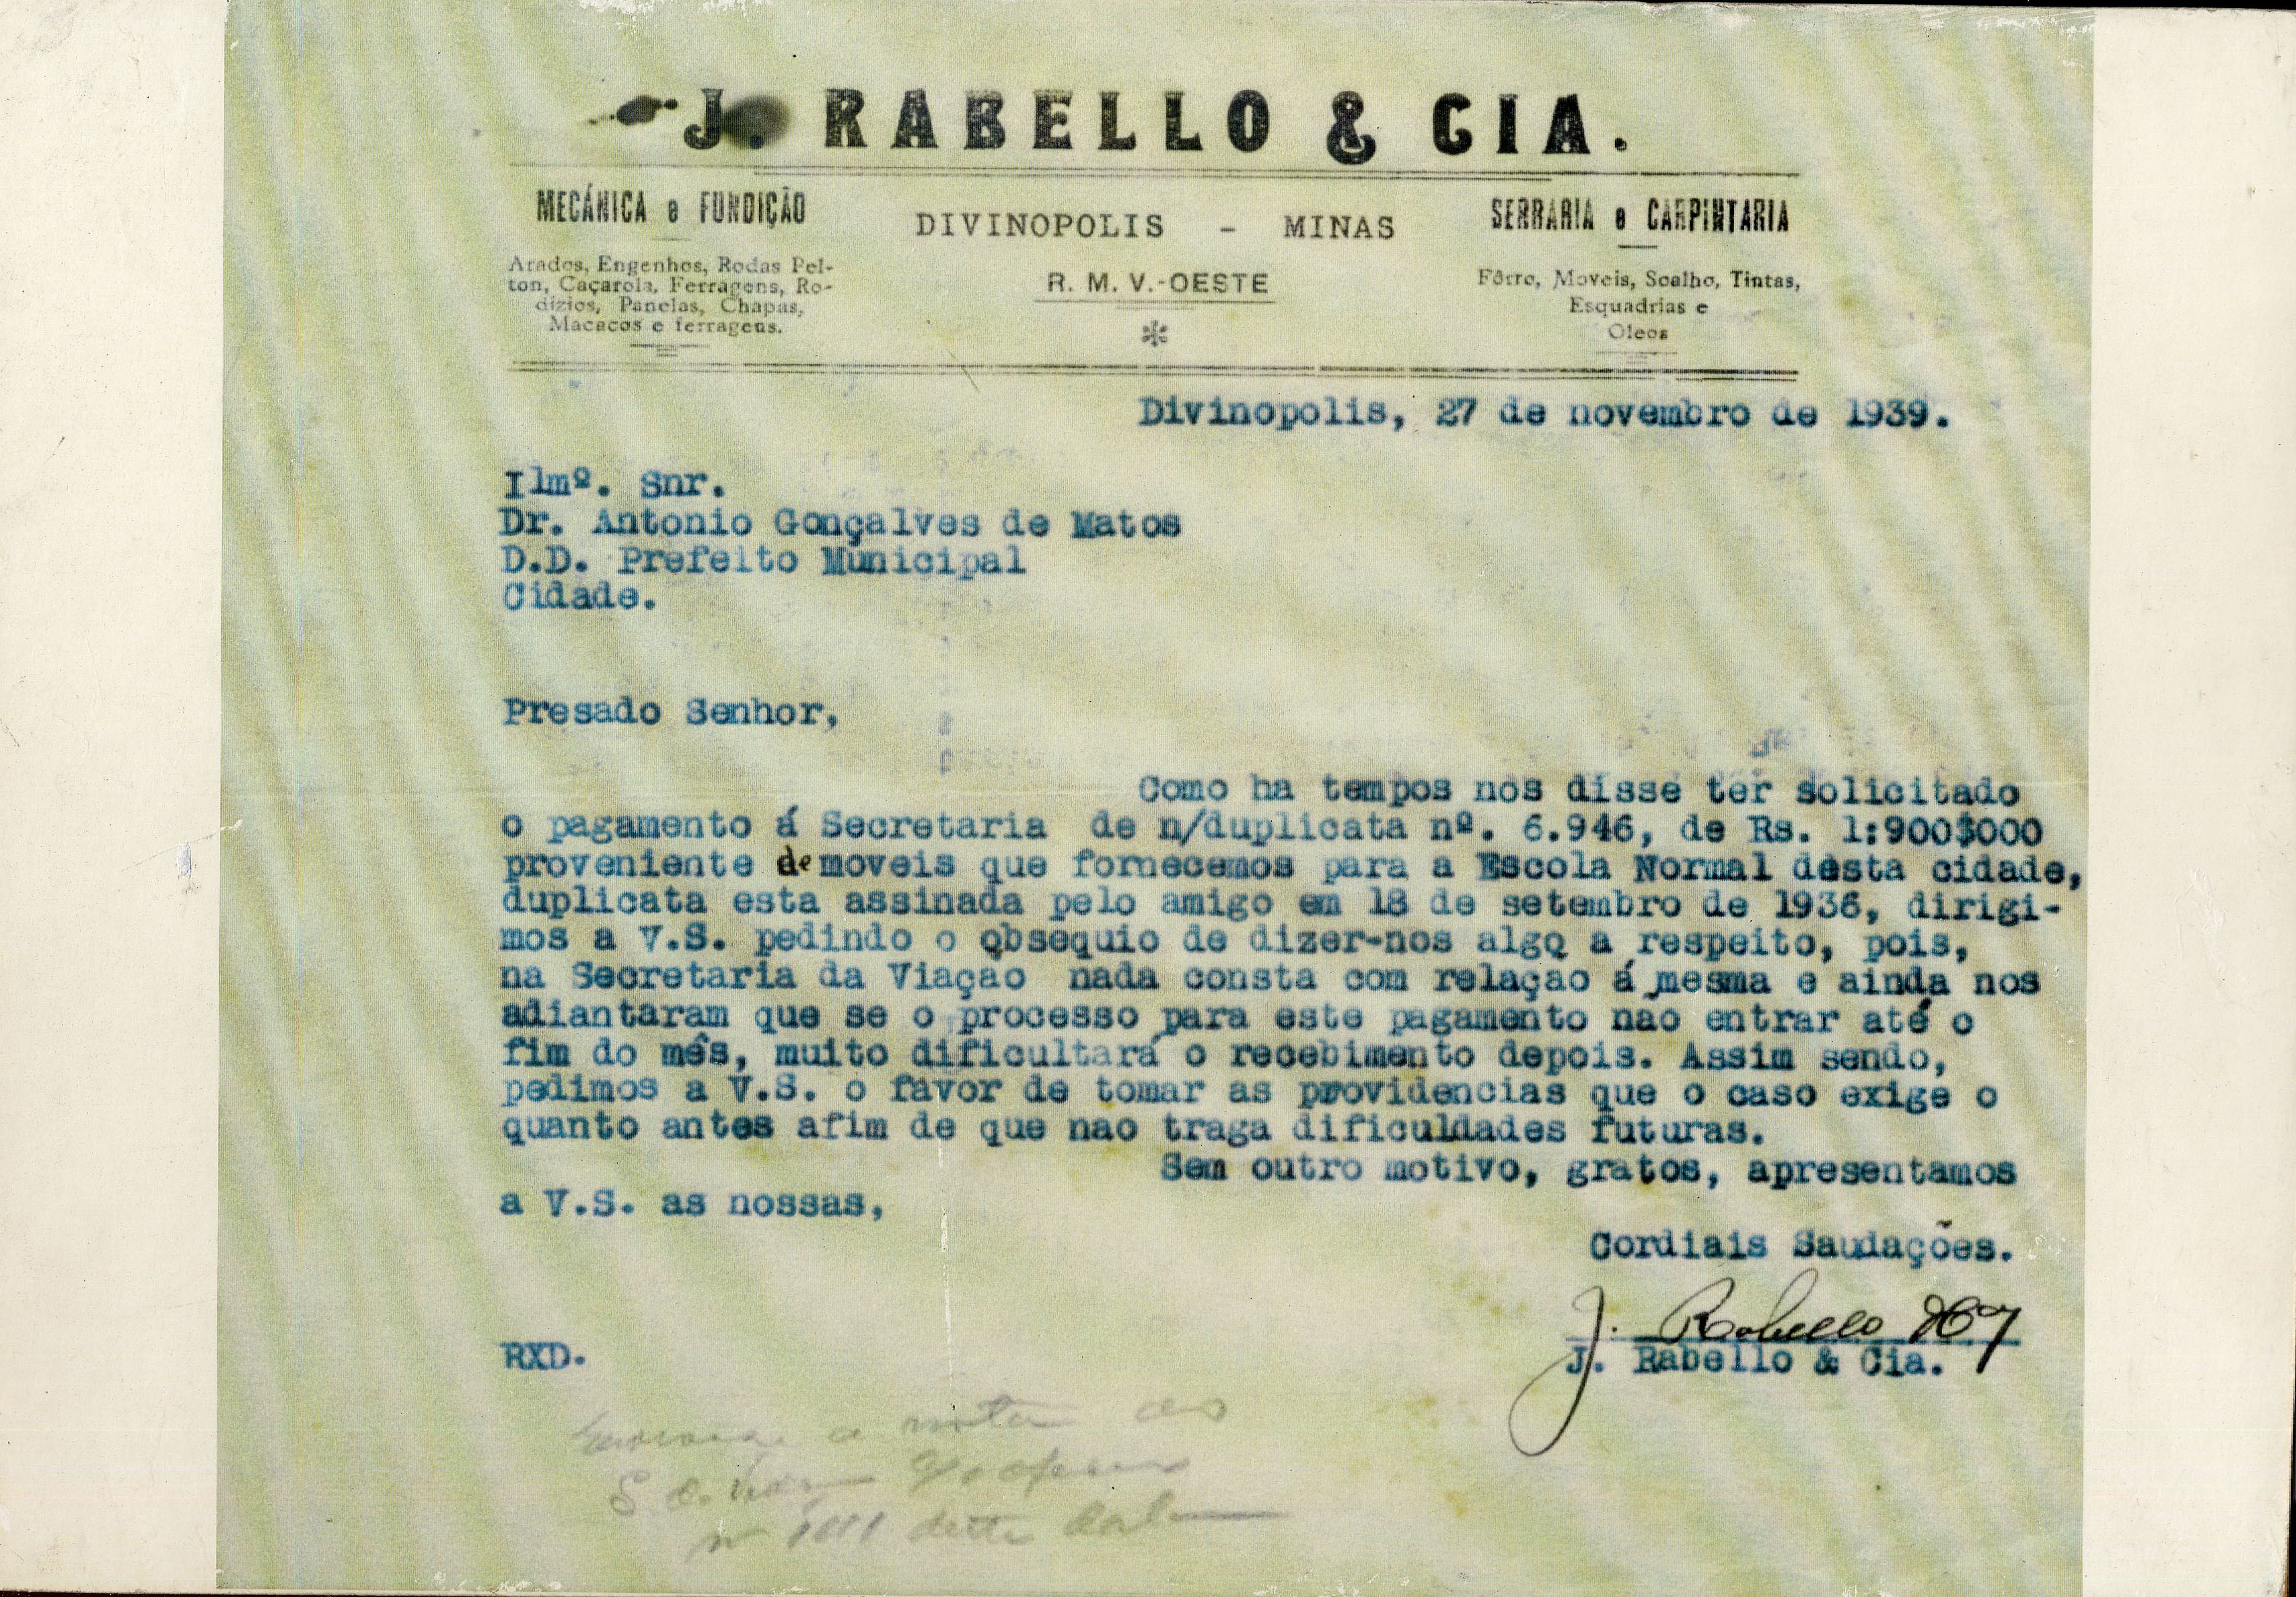 J. RABELLO & CIA.
MECÁNICA e FUNDIÇÃO
Arados, Engenhos, Rodas Pel-
ton, Caçarola, Ferragens, Ro-
dizios, Panelas, Chapas,
Macacos e ferragens.
DIVINOPOLIS - MINAS
R. M. V.-OESTE
SERRARIA e CARPINTARIA
Fôrro, Moveis, Soalho, Tintas,
Esquadrias e
Oleos
Divinopolis, 27 de novembro de 1939.
Ilmº. Snr.
Dr. Antonio Gonçalves de Matos
D.D. Prefeito Municipal
Cidade.
Presado Senhor,
Como ha tempos nos disse ter solicitado
o pagamento á Secretaria de n/duplicata nº. 6.946, de Rs. 1:900$000
proveniente de moveis que fornecemos para a Escola Normal desta cidade,
duplicata esta assinada pelo amigo em 18 de setembro de 1936, dirigi-
mos a V.S. pedindo o obsequio de dizer-nos algo a respeito, pois,
na Secretaria da Viaçao nada consta com relaçao á mesma e ainda nos
adiantaram que se o processo para este pagamento nao entrar até o
fim do mês, muito dificultará o recebimento depois. Assim sendo,
pedimos a V.S. o favor de tomar as providencias que o caso exige o
quanto antes afim de que nao traga dificuldades futuras.
Sem outro motivo, gratos, apresentamos
a V.S. as nossas,
Cordiais Saudações.
J. Rabello & Cia
J. Rabello & Cia.
RXD.
a nota